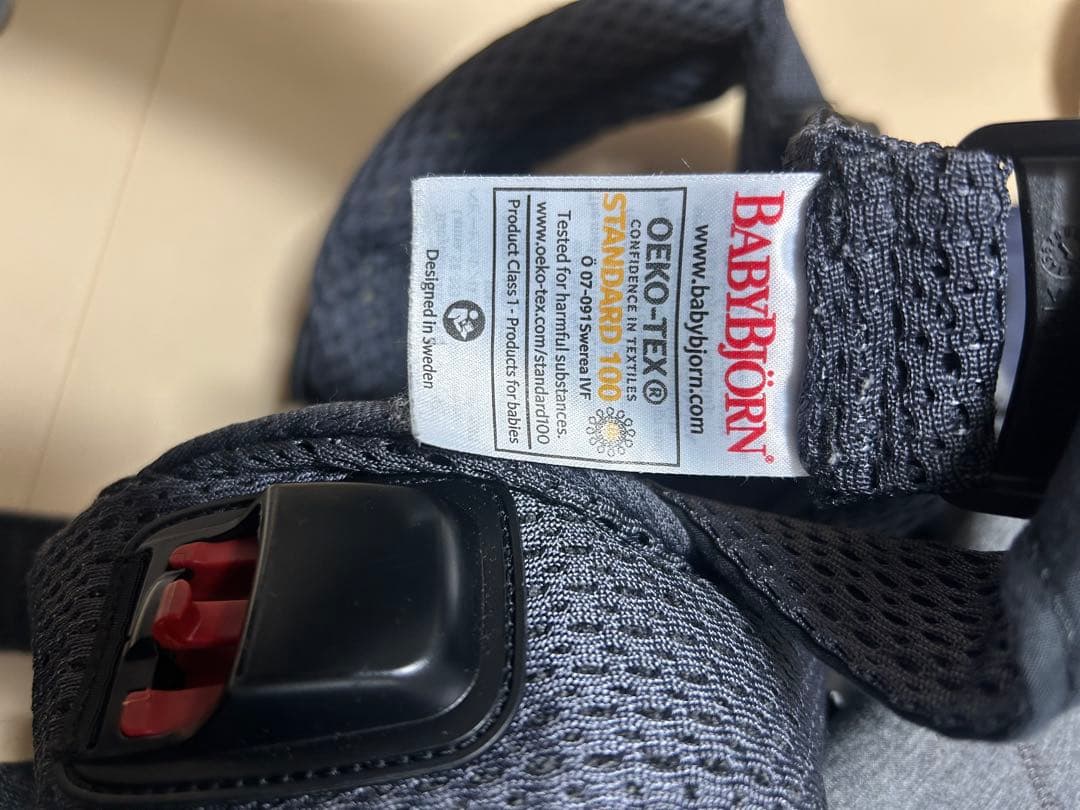 BABYBJÖRN®
www.babybjorn.com
OEKO-TEX®
CONFIDENCE IN TEXTILES
STANDARD 100
Ö 07-091 Swerea IVF
Tested for harmful substances.
www.oeko-tex.com/standard100
Product Class 1 - Products for babies
Designed in Sweden